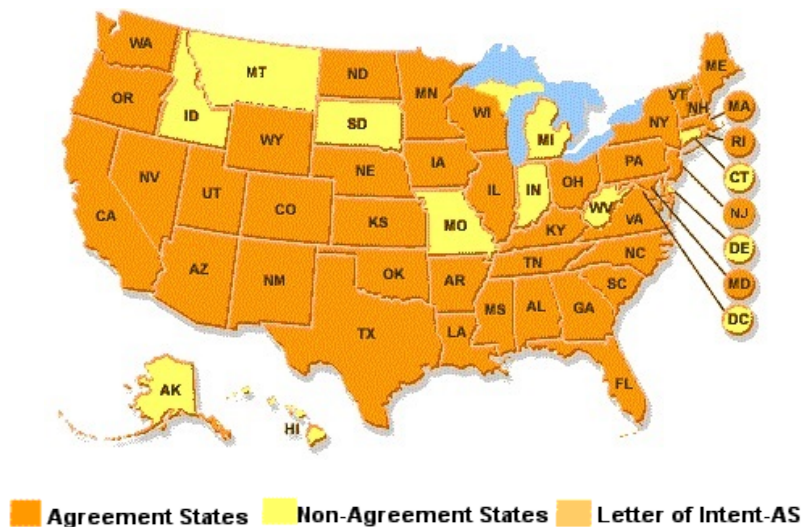 WA
MT
ND
MN
ME
VT
NH
MA
OR
ID
SD
WI
MI
NY
RI
WY
CT
NE
IA
PA
NV
UT
IL
IN
OH
NJ
CA
CO
KS
MO
WV
VA
KY
DE
AZ
NM
OK
AR
TN
NC
SC
MD
MS
AL
GA
DC
TX
LA
FL
AK
HI
Agreement States Non-Agreement States Letter of Intent-AS